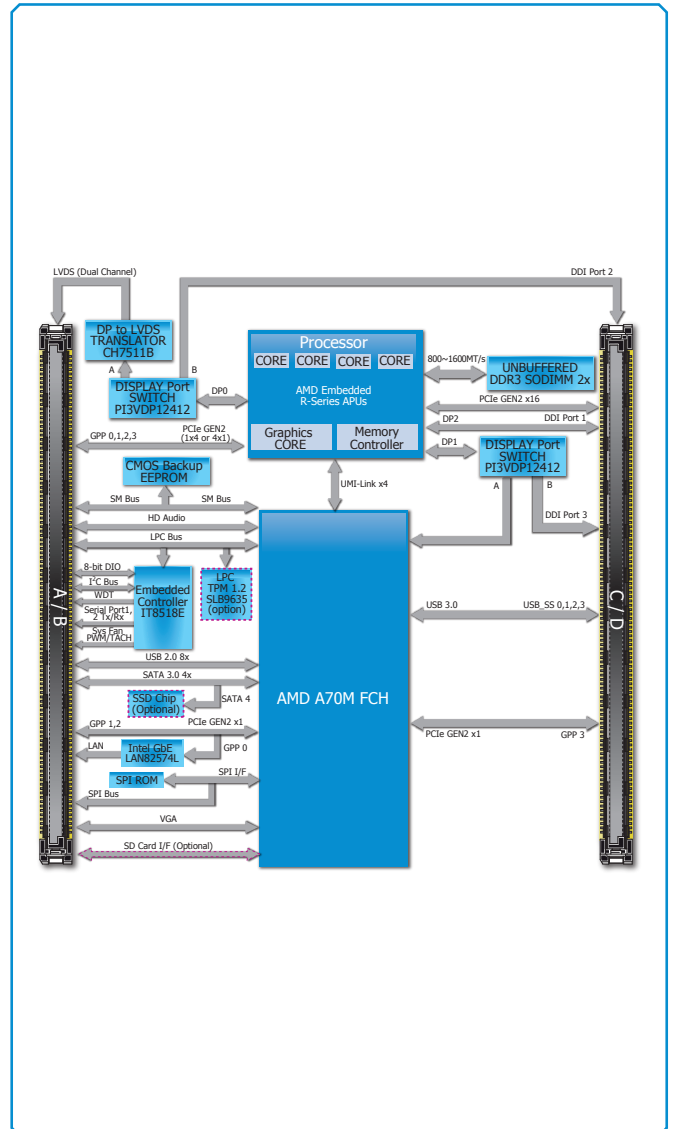 LVDS (Dual Channel)
DDI Port 2
DP to LVDS
TRANSLATOR
CH7511B
A
B
DISPLAY Port
SWITCH
PI3VDP12412
DP0
Processor
CORE CORE CORE CORE
AMD Embedded
R-Series APUs
Graphics
CORE
Memory
Controller
800~1600MT/s
UNBUFFERED
DDR3 SODIMM 2x
PCIe GEN2 x16
DP2
DDI Port 1
DP1
DISPLAY Port
SWITCH
PI3VDP12412
A
B
DDI Port 3
GPP 0,1,2,3
PCIe GEN2
(1x4 or 4x1)
CMOS Backup
EEPROM
UMI-Link x4
SM Bus
SM Bus
HD Audio
LPC Bus
8-bit DIO
I²C Bus
WDT
Serial Port1,
2 Tx/Rx
Sys Fan
PWM/TACH
Embedded
Controller
IT8518E
LPC
TPM 1.2
SLB9635
(option)
A / B
C / D
USB 3.0
USB_SS 0,1,2,3
USB 2.0 8x
SATA 3.0 4x
SSD Chip
(Optional)
SATA 4
AMD A70M FCH
GPP 1,2
PCIe GEN2 x1
LAN
Intel GbE
LAN82574L
GPP 0
PCIe GEN2 x1
GPP 3
SPI ROM
SPI I/F
SPI Bus
VGA
SD Card I/F (Optional)